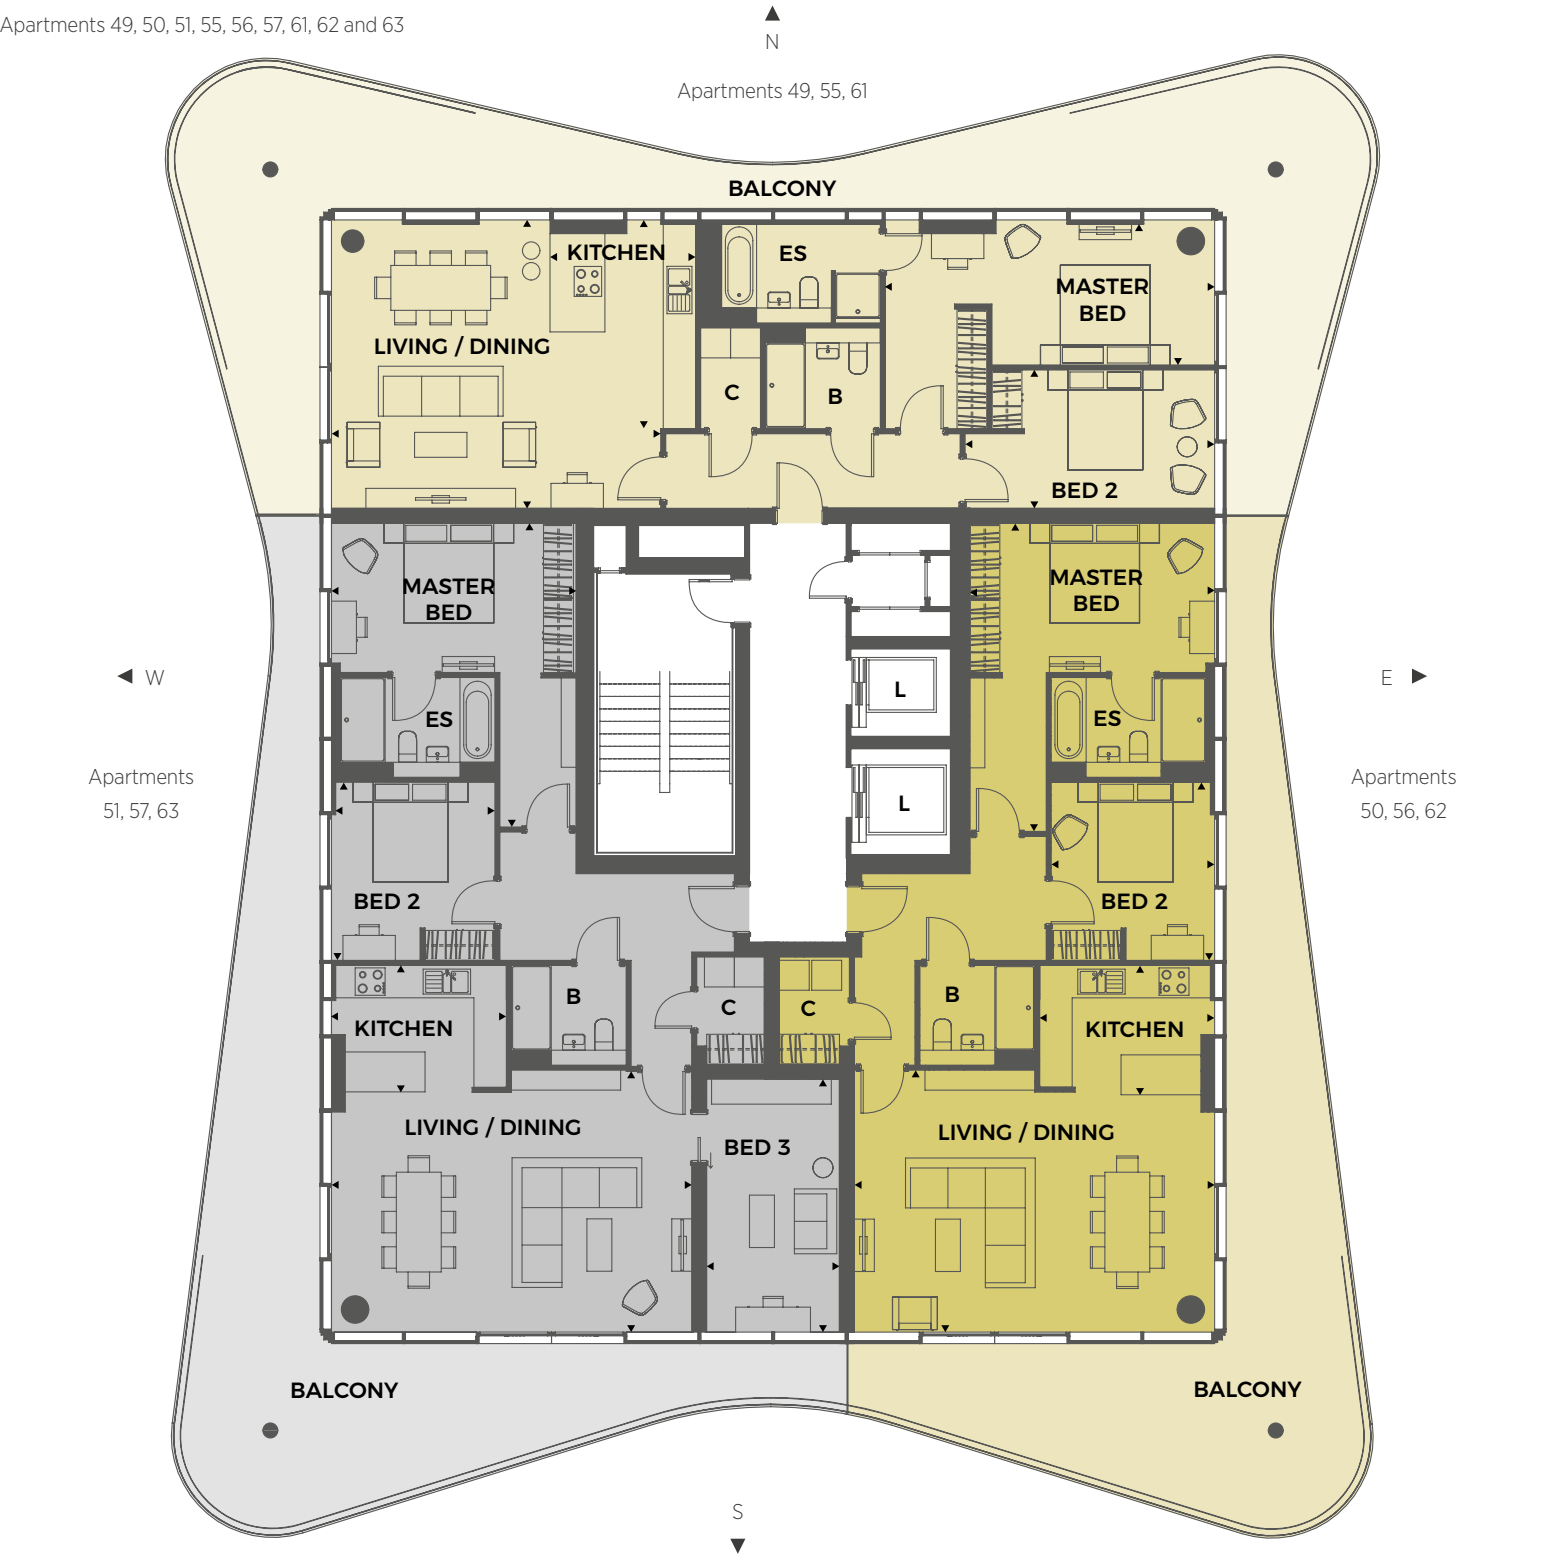 Apartments 49, 50, 51, 55, 56, 57, 61, 62 and 63
N
Apartments 49, 55, 61
BALCONY
KITCHEN
ES
MASTER
BED
LIVING / DINING
C
B
BED 2
MASTER
BED
MASTER
BED
W
E
L
ES
ES
Apartments
51, 57, 63
Apartments
50, 56, 62
L
BED 2
BED 2
B
C
C
B
KITCHEN
KITCHEN
LIVING / DINING
BED 3
LIVING / DINING
BALCONY
BALCONY
S